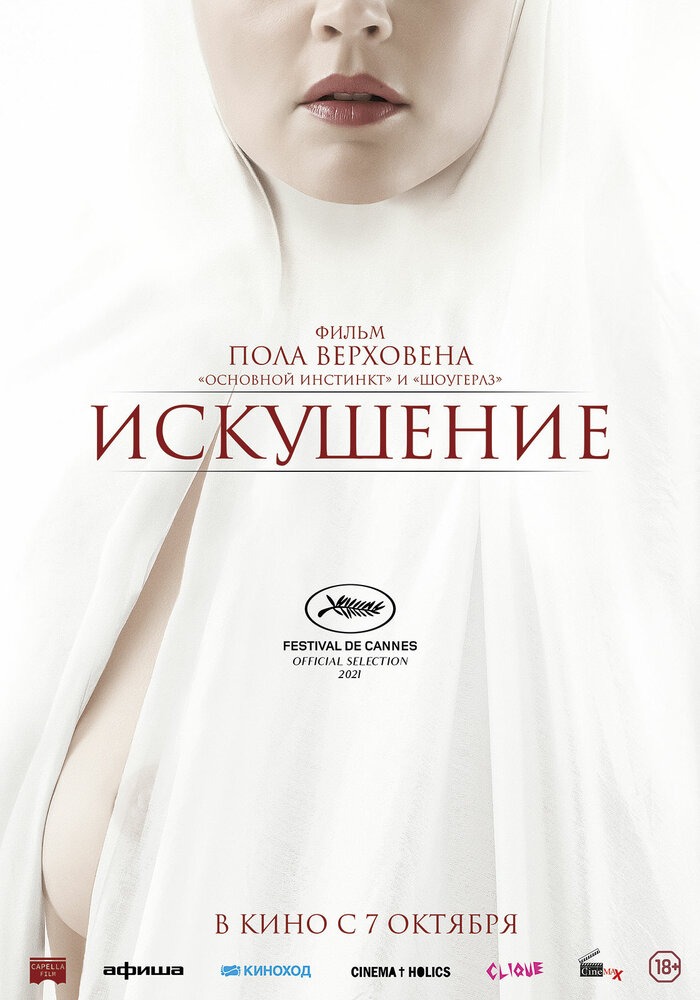 ФИЛЬМ
ПОЛА ВЕРХОВЕНА
«ОСНОВНОЙ ИНСТИНКТ» И «ШОУГЕРЛЗ»
ИСКУШЕНИЕ
FESTIVAL DE CANNES
OFFICIAL SELECTION
2021
В КИНО С 7 ОКТЯБРЯ
CAPELLA
FILM
афиша
КИНОХОД
CINEMA HOLICS
CLIQUE
CineMAX
18+